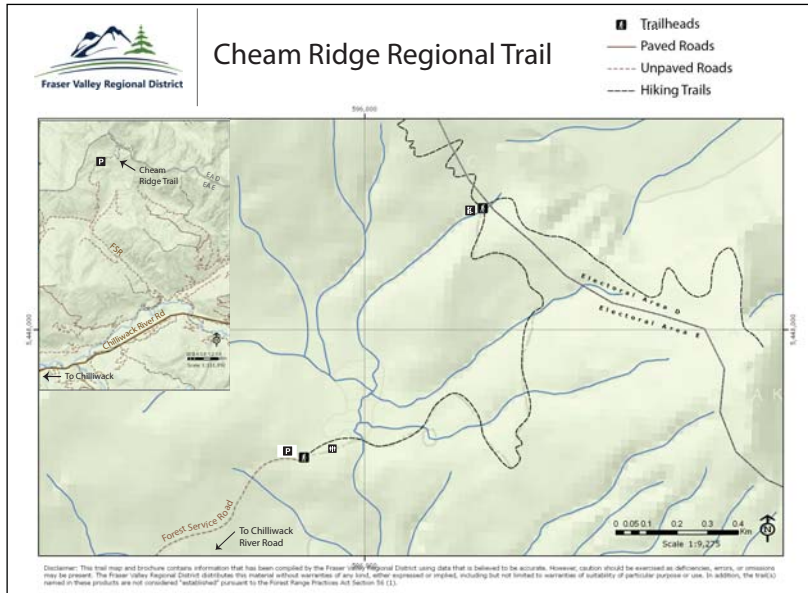 Fraser Valley Regional District
Cheam Ridge Regional Trail
Trailheads
Paved Roads
Unpaved Roads
Hiking Trails
596,000
P
Cheam
Ridge Trail
EAD
EAE
FSR
Chilliwack River Rd
To Chilliwack
5,448,000
Electoral Area D
Electoral Area E
A K
P
Forest Service Road
To Chilliwack
River Road
0 0.05 0.1 0.2 0.3 0.4
Km
Scale 1:9,275
N
Disclaimer: This trail map and brochure contains information that has been compiled by the Fraser Valley Regional District using data that is believed to be accurate. However, caution should be exercised as deficiencies, errors, or omissions
may be present. The Fraser Valley Regional District distributes this material without warranties of any kind, either expressed or implied, including but not limited to warranties of suitability of particular purpose or use. In addition, the trail(s)
named in these products are not considered "established" pursuant to the Forest Range Practices Act Section 56 (1).